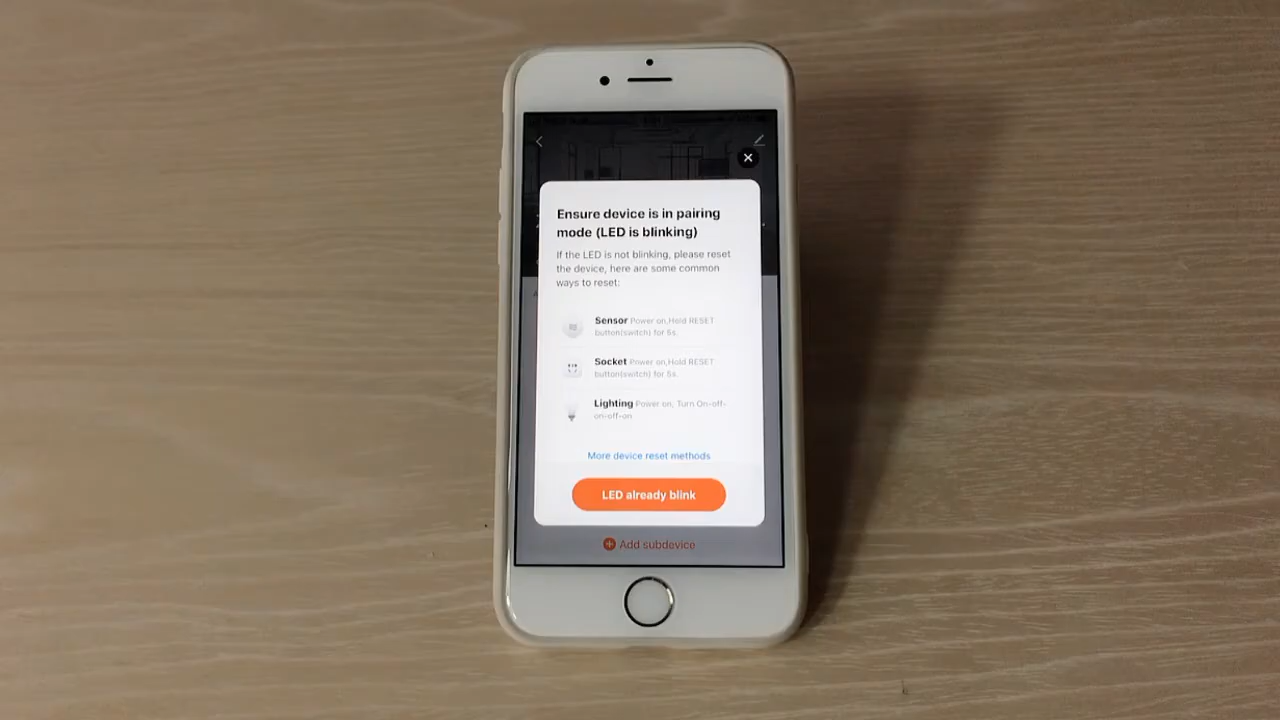 Ensure device is in pairing
mode (LED is blinking)
If the LED is not blinking, please reset
the device, here are some common
ways to reset:
Sensor Power on,Hold RESET
button(switch) for 5s.
Socket Power on,Hold RESET
button(switch) for 5s.
Lighting Power on, Turn On-off-
on-off-on
More device reset methods
LED already blink
Add subdevice